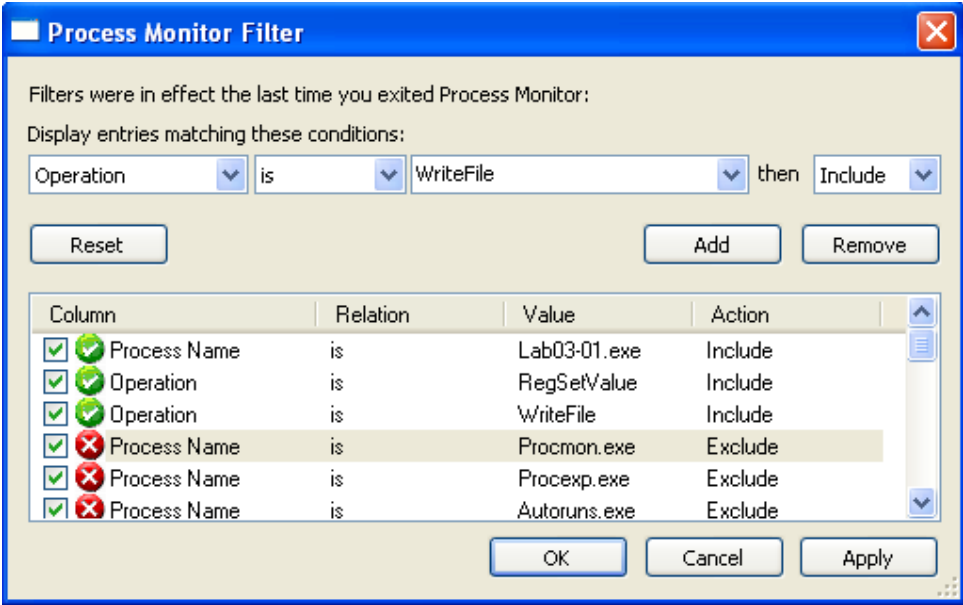 Process Monitor Filter
Filters were in effect the last time you exited Process Monitor:
Display entries matching these conditions:
Operation is WriteFile then Include
Reset Add Remove
Column Relation Value Action
Process Name is Lab03-01.exe Include
Operation is RegSetValue Include
Operation is WriteFile Include
Process Name is Procmon.exe Exclude
Process Name is Procexp.exe Exclude
Process Name is Autoruns.exe Exclude
OK Cancel Apply